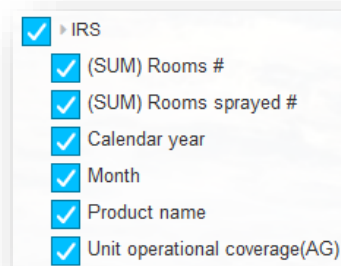 IRS
(SUM) Rooms #
(SUM) Rooms sprayed #
Calendar year
Month
Product name
Unit operational coverage(AG)